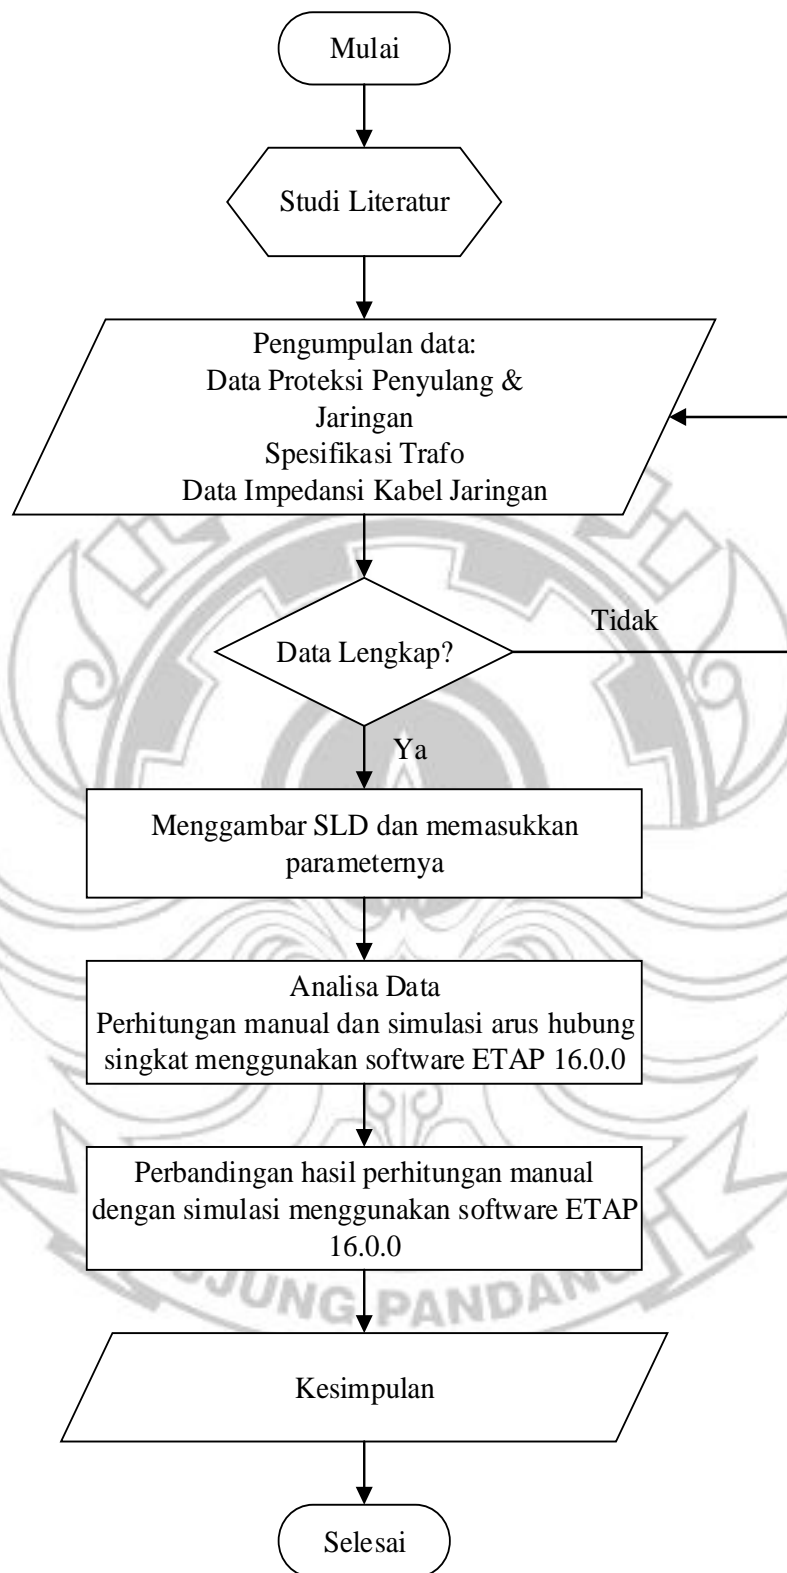 Mulai
Studi Literatur
Pengumpulan data:
Data Proteksi Penyulang &
Jaringan
Spesifikasi Trafo
Data Impedansi Kabel Jaringan
Data Lengkap?
Tidak
Ya
Menggambar SLD dan memasukkan
parameternya
Analisa Data
Perhitungan manual dan simulasi arus hubung
singkat menggunakan software ETAP 16.0.0
Perbandingan hasil perhitungan manual
dengan simulasi menggunakan software ETAP
16.0.0
UJUNG PANDANG
Kesimpulan
Selesai